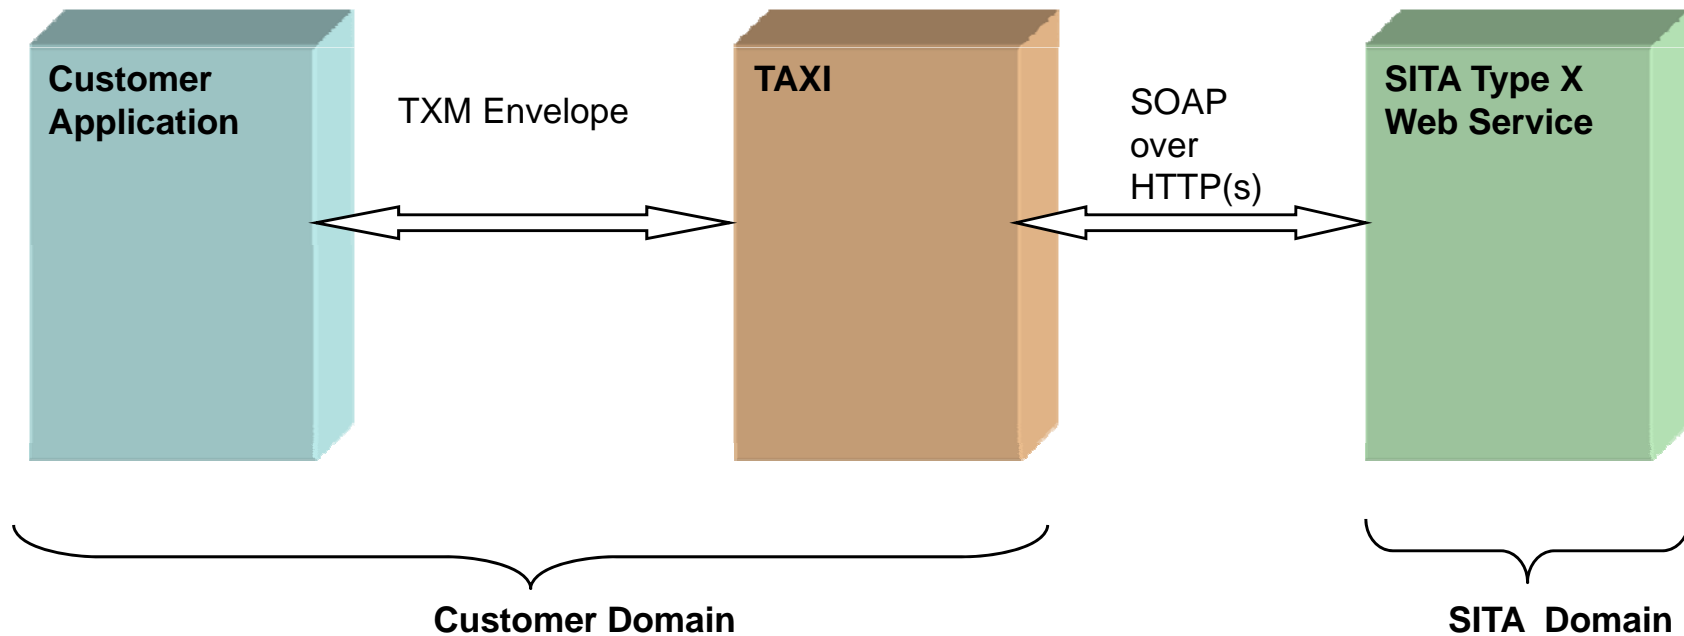 Customer
Application
TXM Envelope
TAXI
SOAP
over
HTTP(s)
SITA Type X
Web Service
Customer Domain
SITA  Domain